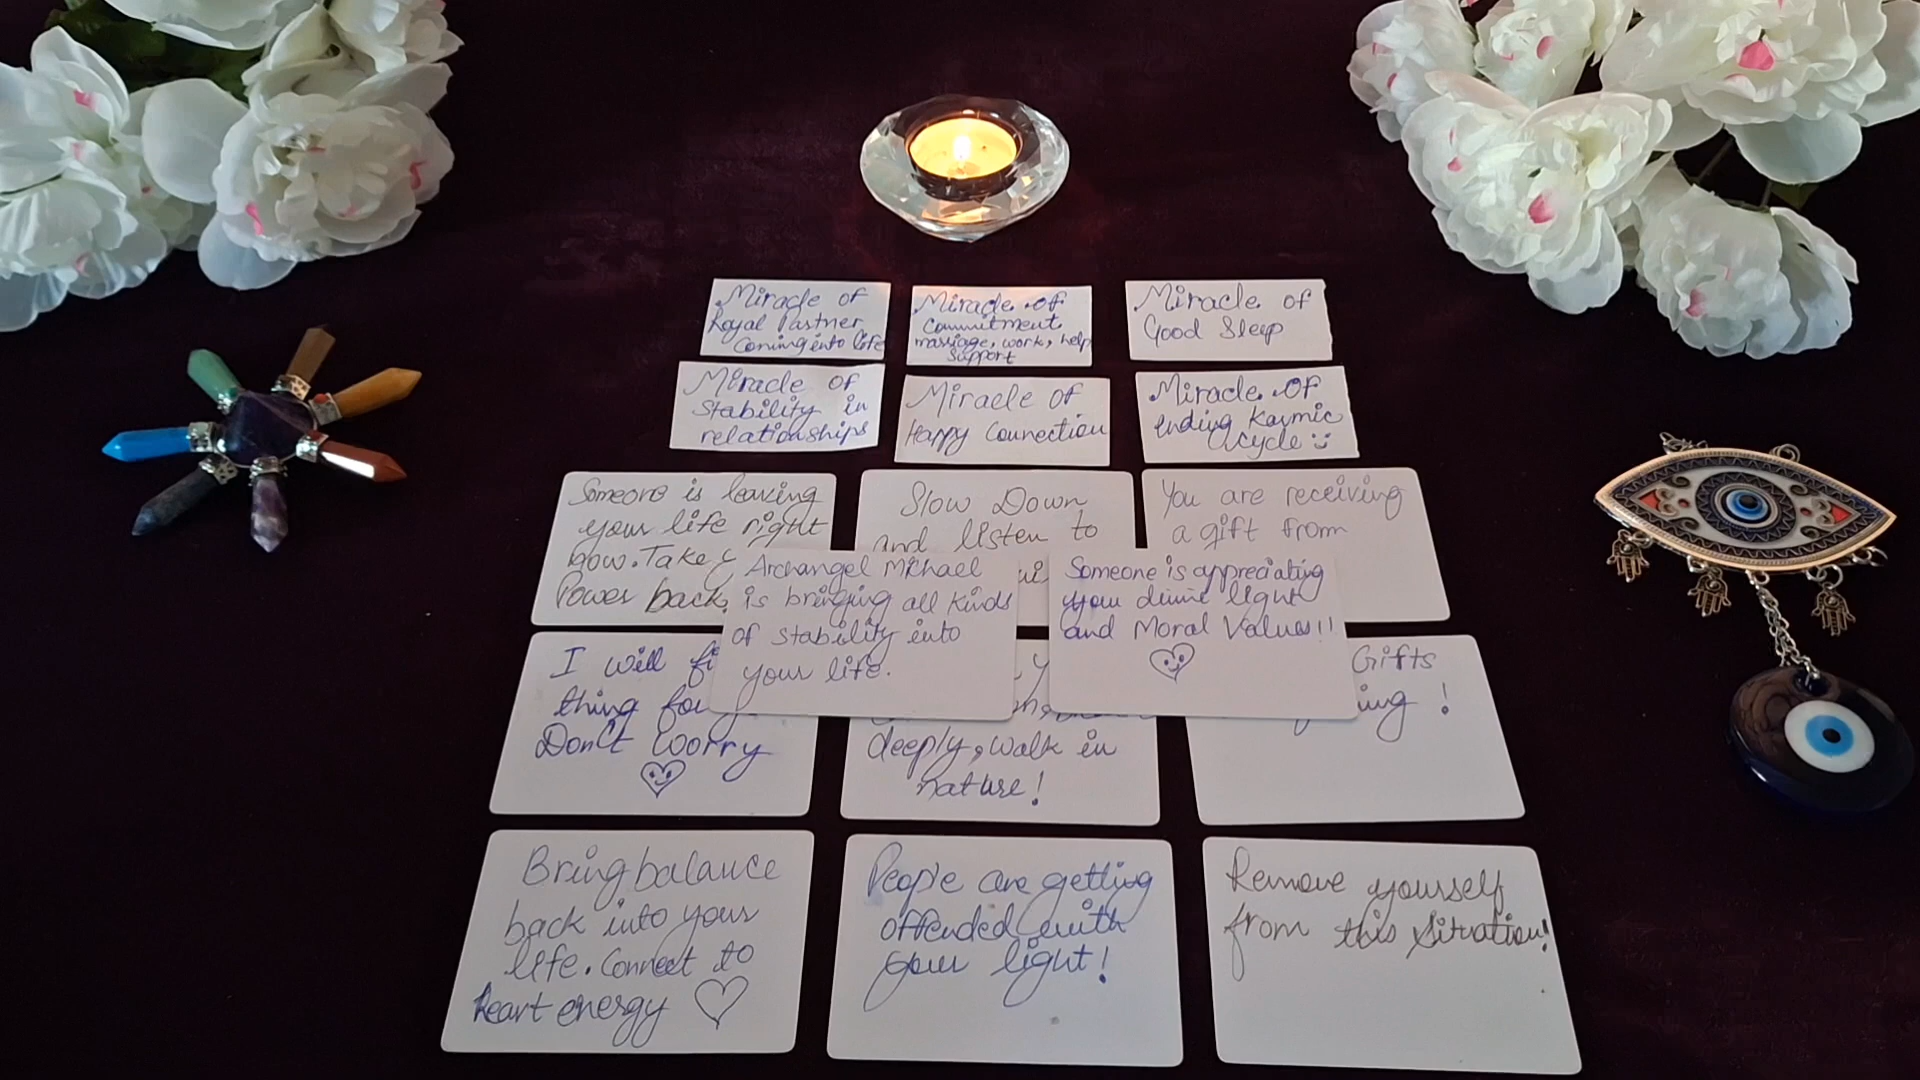 Miracle of
Royal Partner
Coming into life
Miracle of
Commitment
marriage, work, help
Support
Miracle of
Good Sleep
Miracle of
stability in
relationships
Miracle of
Happy Connection
Miracle of
ending Karmic
Cycle
Someone is leaving
your life right
now. Take
Power back
Slow Down
and listen to
You are receiving
a gift from
Archangel Michael
is bringing all kinds
of stability into
your life.
Someone is appreciating
your divine light
and Moral Values!!
I will
thing
Don't Worry
deeply, walk in
nature!
Gifts
!
Bring balance
back into your
life. Connect to
Heart energy
People are getting
offended with
your light!
Remove yourself
from this Situation!